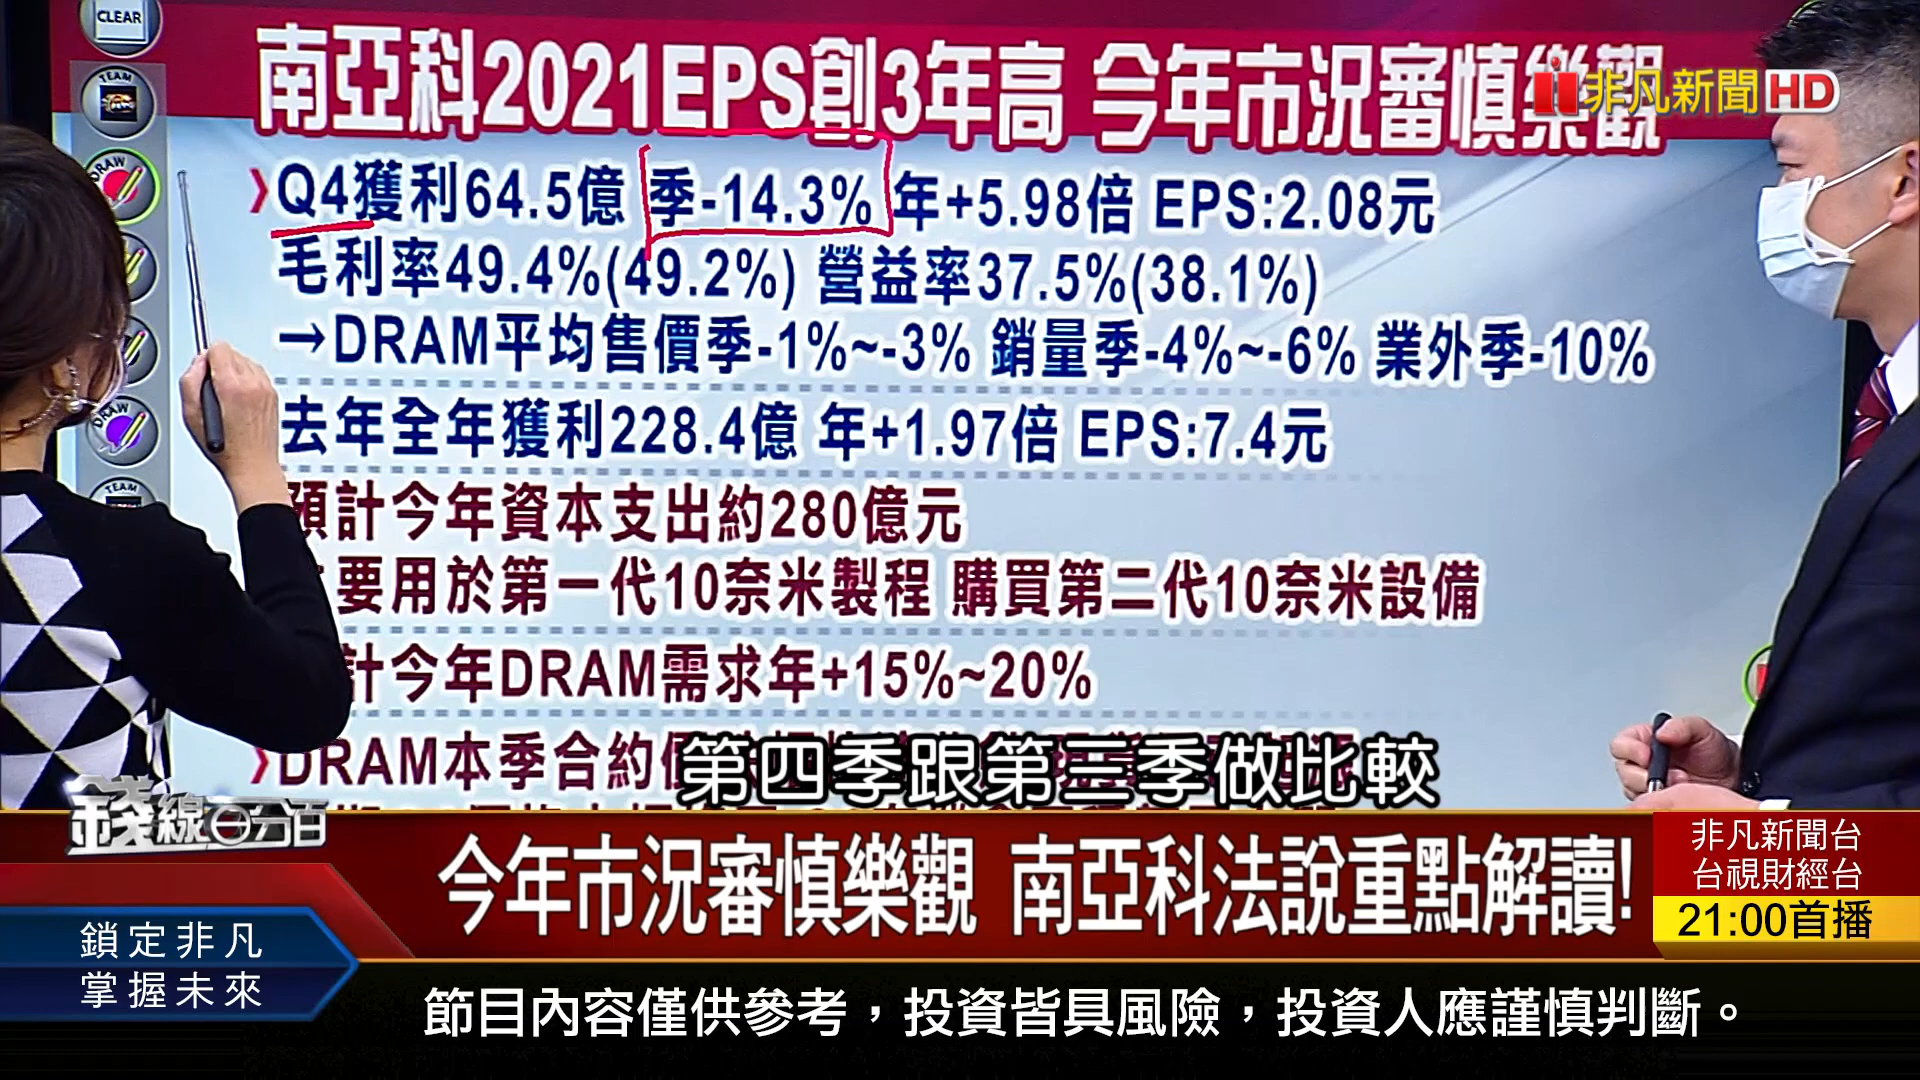 CLEAR
TEAM
DRAW
DRAW
TEAM
南亞科2021EPS創3年高 今年市況審慎樂觀
非凡新聞HD
Q4獲利64.5億 季-14.3% 年+5.98倍 EPS:2.08元
毛利率49.4%(49.2%) 營益率37.5%(38.1%)
→DRAM平均售價季-1%~-3% 銷量季-4%~-6% 業外季-10%
去年全年獲利228.4億 年+1.97倍 EPS:7.4元
預計今年資本支出約280億元
要用於第一代10奈米製程 購買第二代10奈米設備
計今年DRAM需求年+15%~20%
DRAM本季合約價
第四季跟第三季做比較
錢線百分百
今年市況審慎樂觀 南亞科法說重點解讀!
非凡新聞台
台視財經台
21:00首播
鎖定非凡
掌握未來
節目內容僅供參考,投資皆具風險,投資人應謹慎判斷。